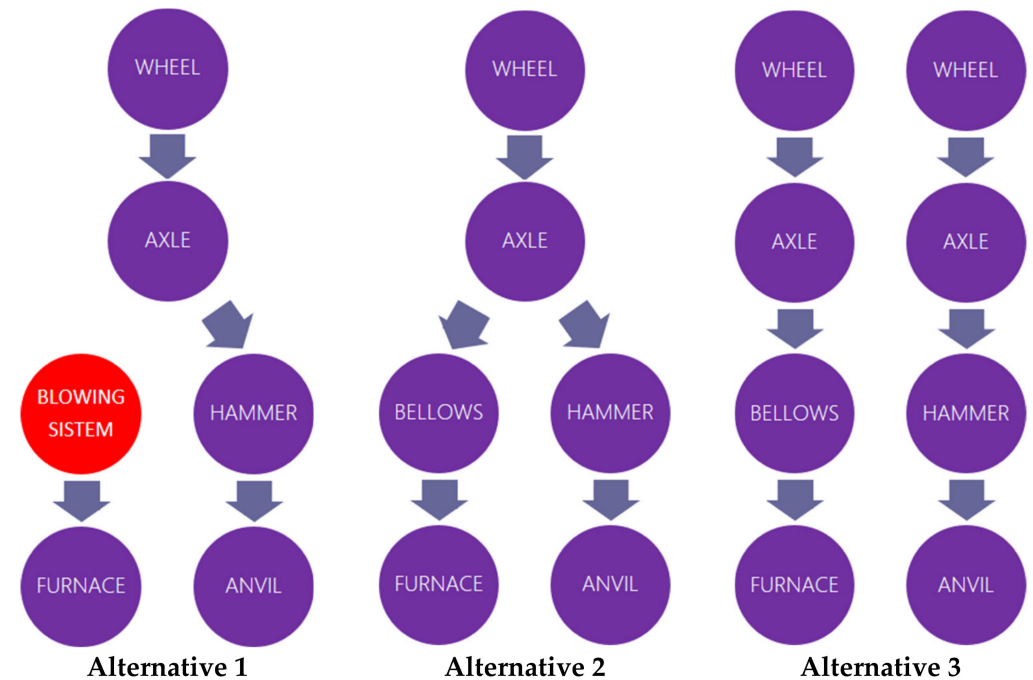 WHEEL
AXLE
BLOWING
SISTEM
HAMMER
FURNACE
ANVIL
Alternative 1
WHEEL
AXLE
BELLOWS
HAMMER
FURNACE
ANVIL
Alternative 2
WHEEL
WHEEL
AXLE
AXLE
BELLOWS
HAMMER
FURNACE
ANVIL
Alternative 3